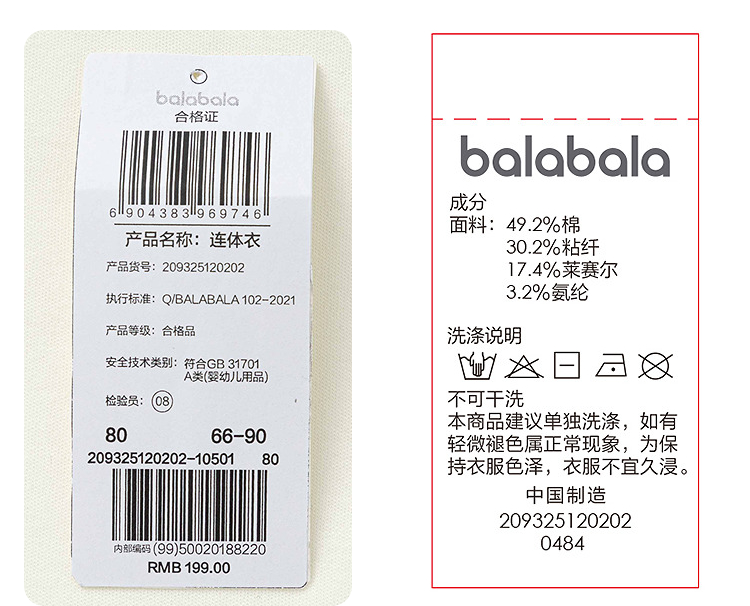 balabala
合格证
6 904383 969746
产品名称：连体衣
产品货号：209325120202
执行标准：Q/BALABALA 102-2021
产品等级：合格品
安全技术类别：符合GB 31701
A类(婴幼儿用品)
检验员：08
80 66-90
209325120202-10501 80
内部编码 (99)50020188220
RMB 199.00
balabala
成分
面料：49.2%棉
30.2%粘纤
17.4%莱赛尔
3.2%氨纶
洗涤说明
不可干洗
本商品建议单独洗涤，如有
轻微褪色属正常现象，为保
持衣服色泽，衣服不宜久浸。
中国制造
209325120202
0484